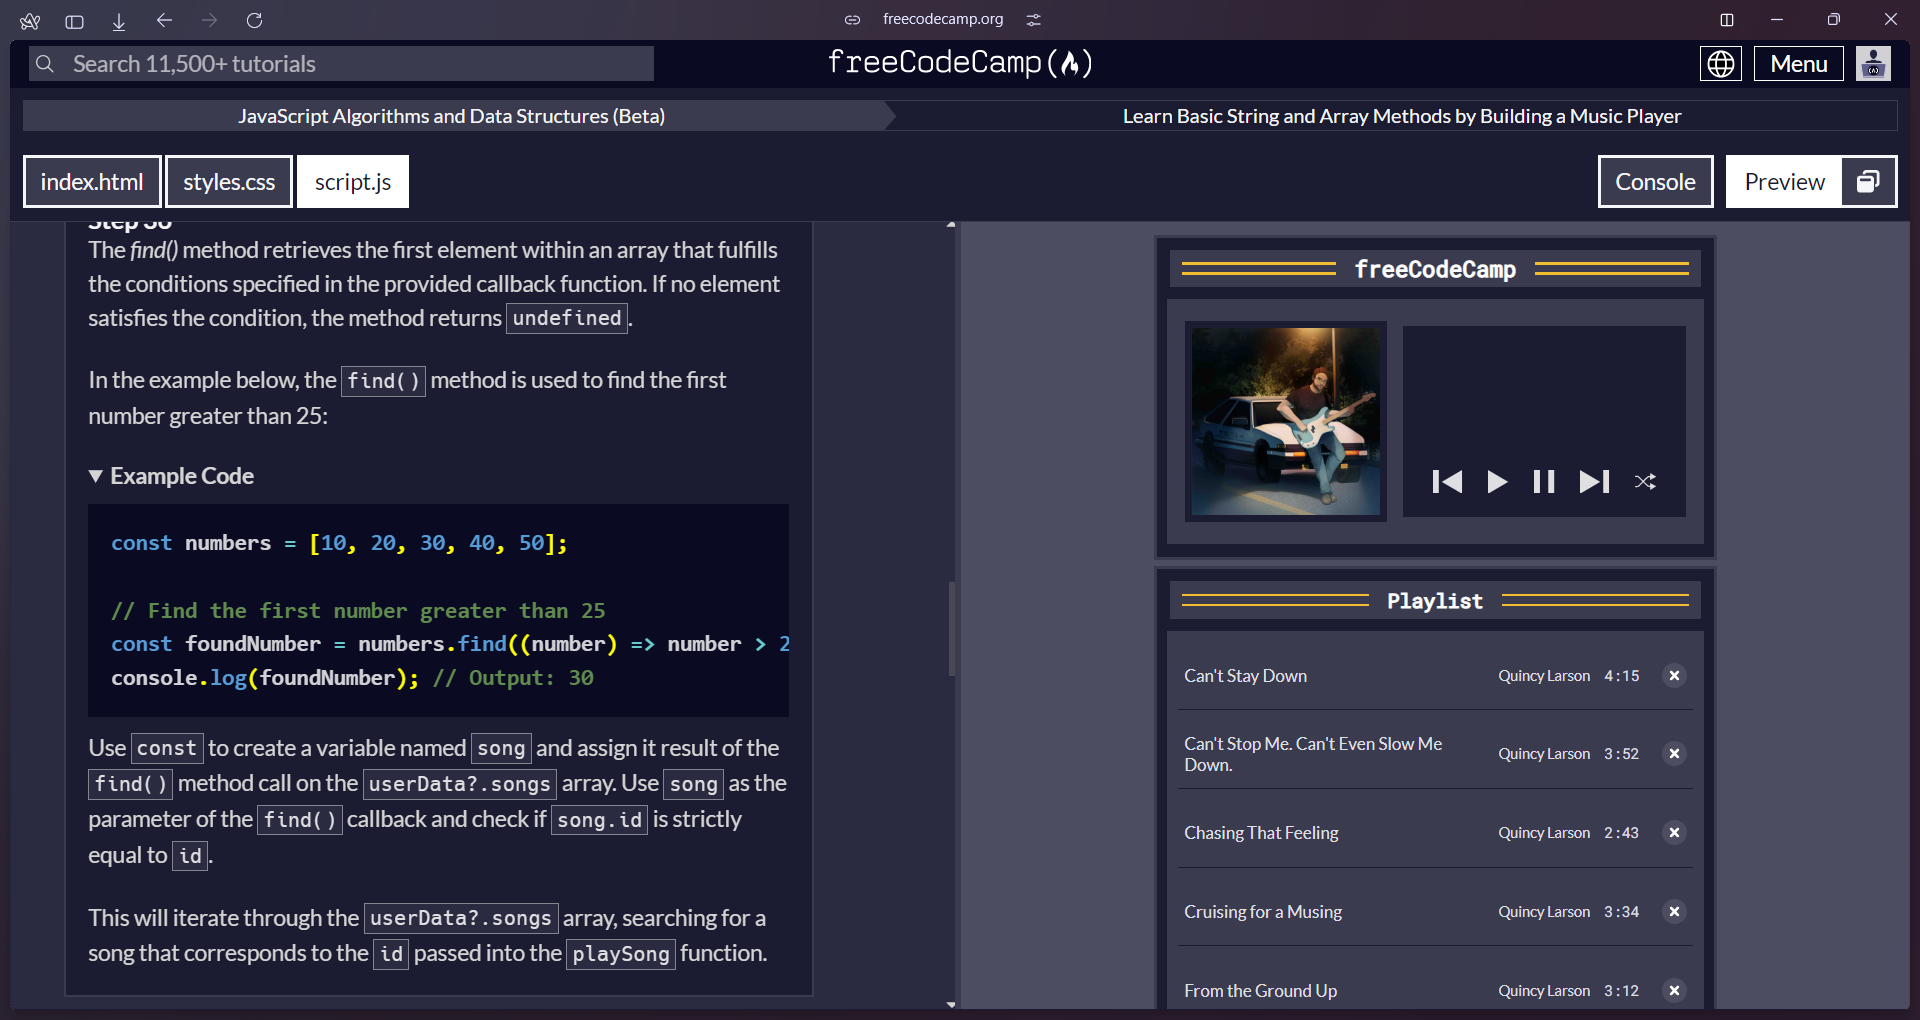 freecodecamp.org
Search 11,500+ tutorials
freeCodeCamp(🔥)
Menu
JavaScript Algorithms and Data Structures (Beta)
Learn Basic String and Array Methods by Building a Music Player
index.html
styles.css
script.js
Console
Preview
The find() method retrieves the first element within an array that fulfills
the conditions specified in the provided callback function. If no element
satisfies the condition, the method returns undefined.
In the example below, the find() method is used to find the first
number greater than 25:
▼ Example Code
const numbers = [10, 20, 30, 40, 50];
// Find the first number greater than 25
const foundNumber = numbers.find((number) => number > 2
console.log(foundNumber); // Output: 30
Use const to create a variable named song and assign it result of the
find() method call on the userData?.songs array. Use song as the
parameter of the find() callback and check if song.id is strictly
equal to id.
This will iterate through the userData?.songs array, searching for a
song that corresponds to the id passed into the playSong function.
freeCodeCamp
Playlist
Can't Stay Down Quincy Larson 4:15
Can't Stop Me. Can't Even Slow Me
Down. Quincy Larson 3:52
Chasing That Feeling Quincy Larson 2:43
Cruising for a Musing Quincy Larson 3:34
From the Ground Up Quincy Larson 3:12